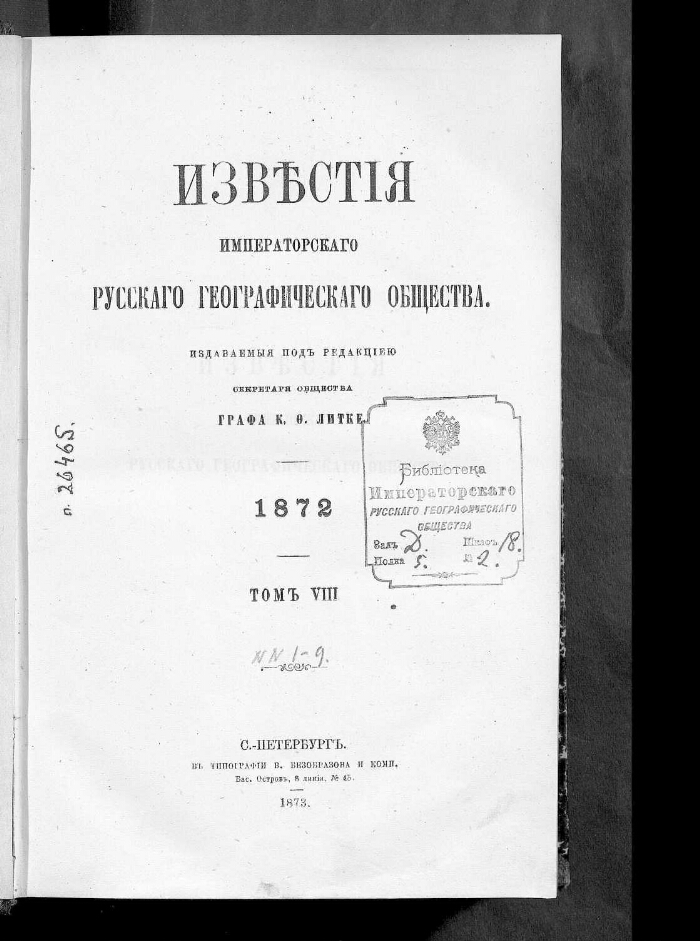 ИЗВѢСТІЯ
ИМПЕРАТОРСКАГО
РУССКАГО ГЕОГРАФИЧЕСКАГО ОБЩЕСТВА.
ИЗДАВАЕМЫЯ ПОДЪ РЕДАКЦІЕЮ
СЕКРЕТАРЯ ОБЩЕСТВА
ГРАФА К. Ѳ. ЛИТКЕ
1872
ТОМЪ VIII
NN 1-9.
С.-ПЕТЕРБУРГЪ.
ВЪ ТИПОГРАФІИ В. БЕЗОБРАЗОВА И КОМП.
Вас. Островъ, 8 линія, № 45.
1873.
Библіотека
Императорскаго
РУССКАГО ГЕОГРАФИЧЕСКАГО
ОБЩЕСТВА
Залъ Д. Шкафъ 18.
Полка 5. № 2.
п. 26465.